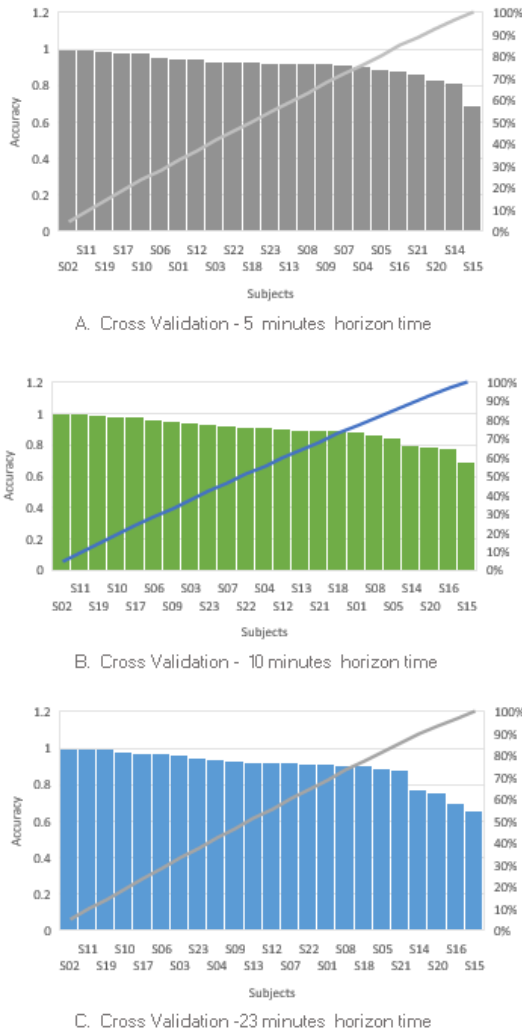 1.2 100%
1 90%
0.8 80%
0.6 70%
0.4 60%
0.2 50%
0 40%
30%
20%
10%
0%
Accuracy
S11 S17 S06 S12 S22 S23 S08 S07 S05 S21 S14
S02 S19 S10 S01 S03 S18 S13 S09 S04 S16 S20 S15
Subjects
A. Cross Validation - 5 minutes horizon time
1.2 100%
1 90%
0.8 80%
0.6 70%
0.4 60%
0.2 50%
0 40%
30%
20%
10%
0%
Accuracy
S11 S10 S06 S03 S07 S04 S13 S18 S08 S14 S16
S02 S19 S17 S09 S23 S22 S12 S21 S01 S05 S20 S15
Subjects
B. Cross Validation - 10 minutes horizon time
1.2 100%
1 90%
0.8 80%
0.6 70%
0.4 60%
0.2 50%
0 40%
30%
20%
10%
0%
Accuracy
S11 S10 S06 S23 S09 S12 S22 S08 S05 S14 S16
S02 S19 S17 S03 S04 S13 S07 S01 S18 S21 S20 S15
Subjects
C. Cross Validation -23 minutes horizon time